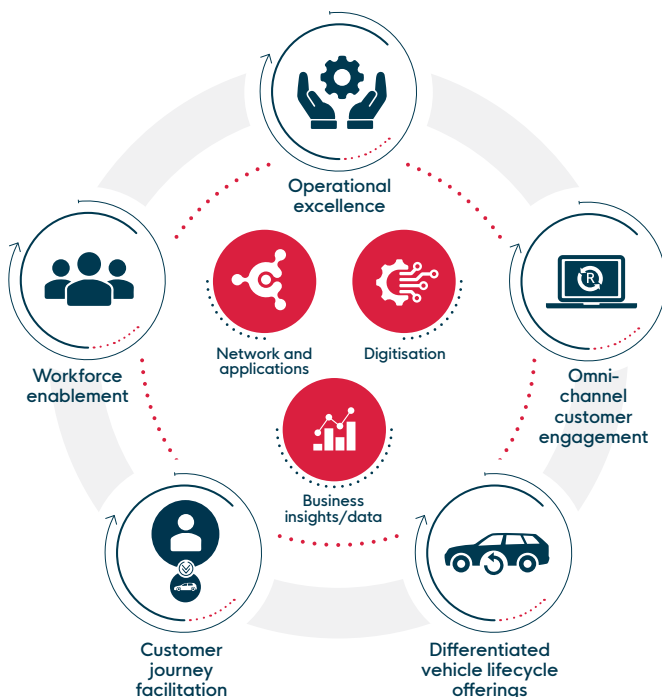 Operational
excellence
Network and
applications
Digitisation
Workforce
enablement
R
Omni-
channel
customer
engagement
Business
insights/data
Customer
journey
facilitation
Differentiated
vehicle lifecycle
offerings